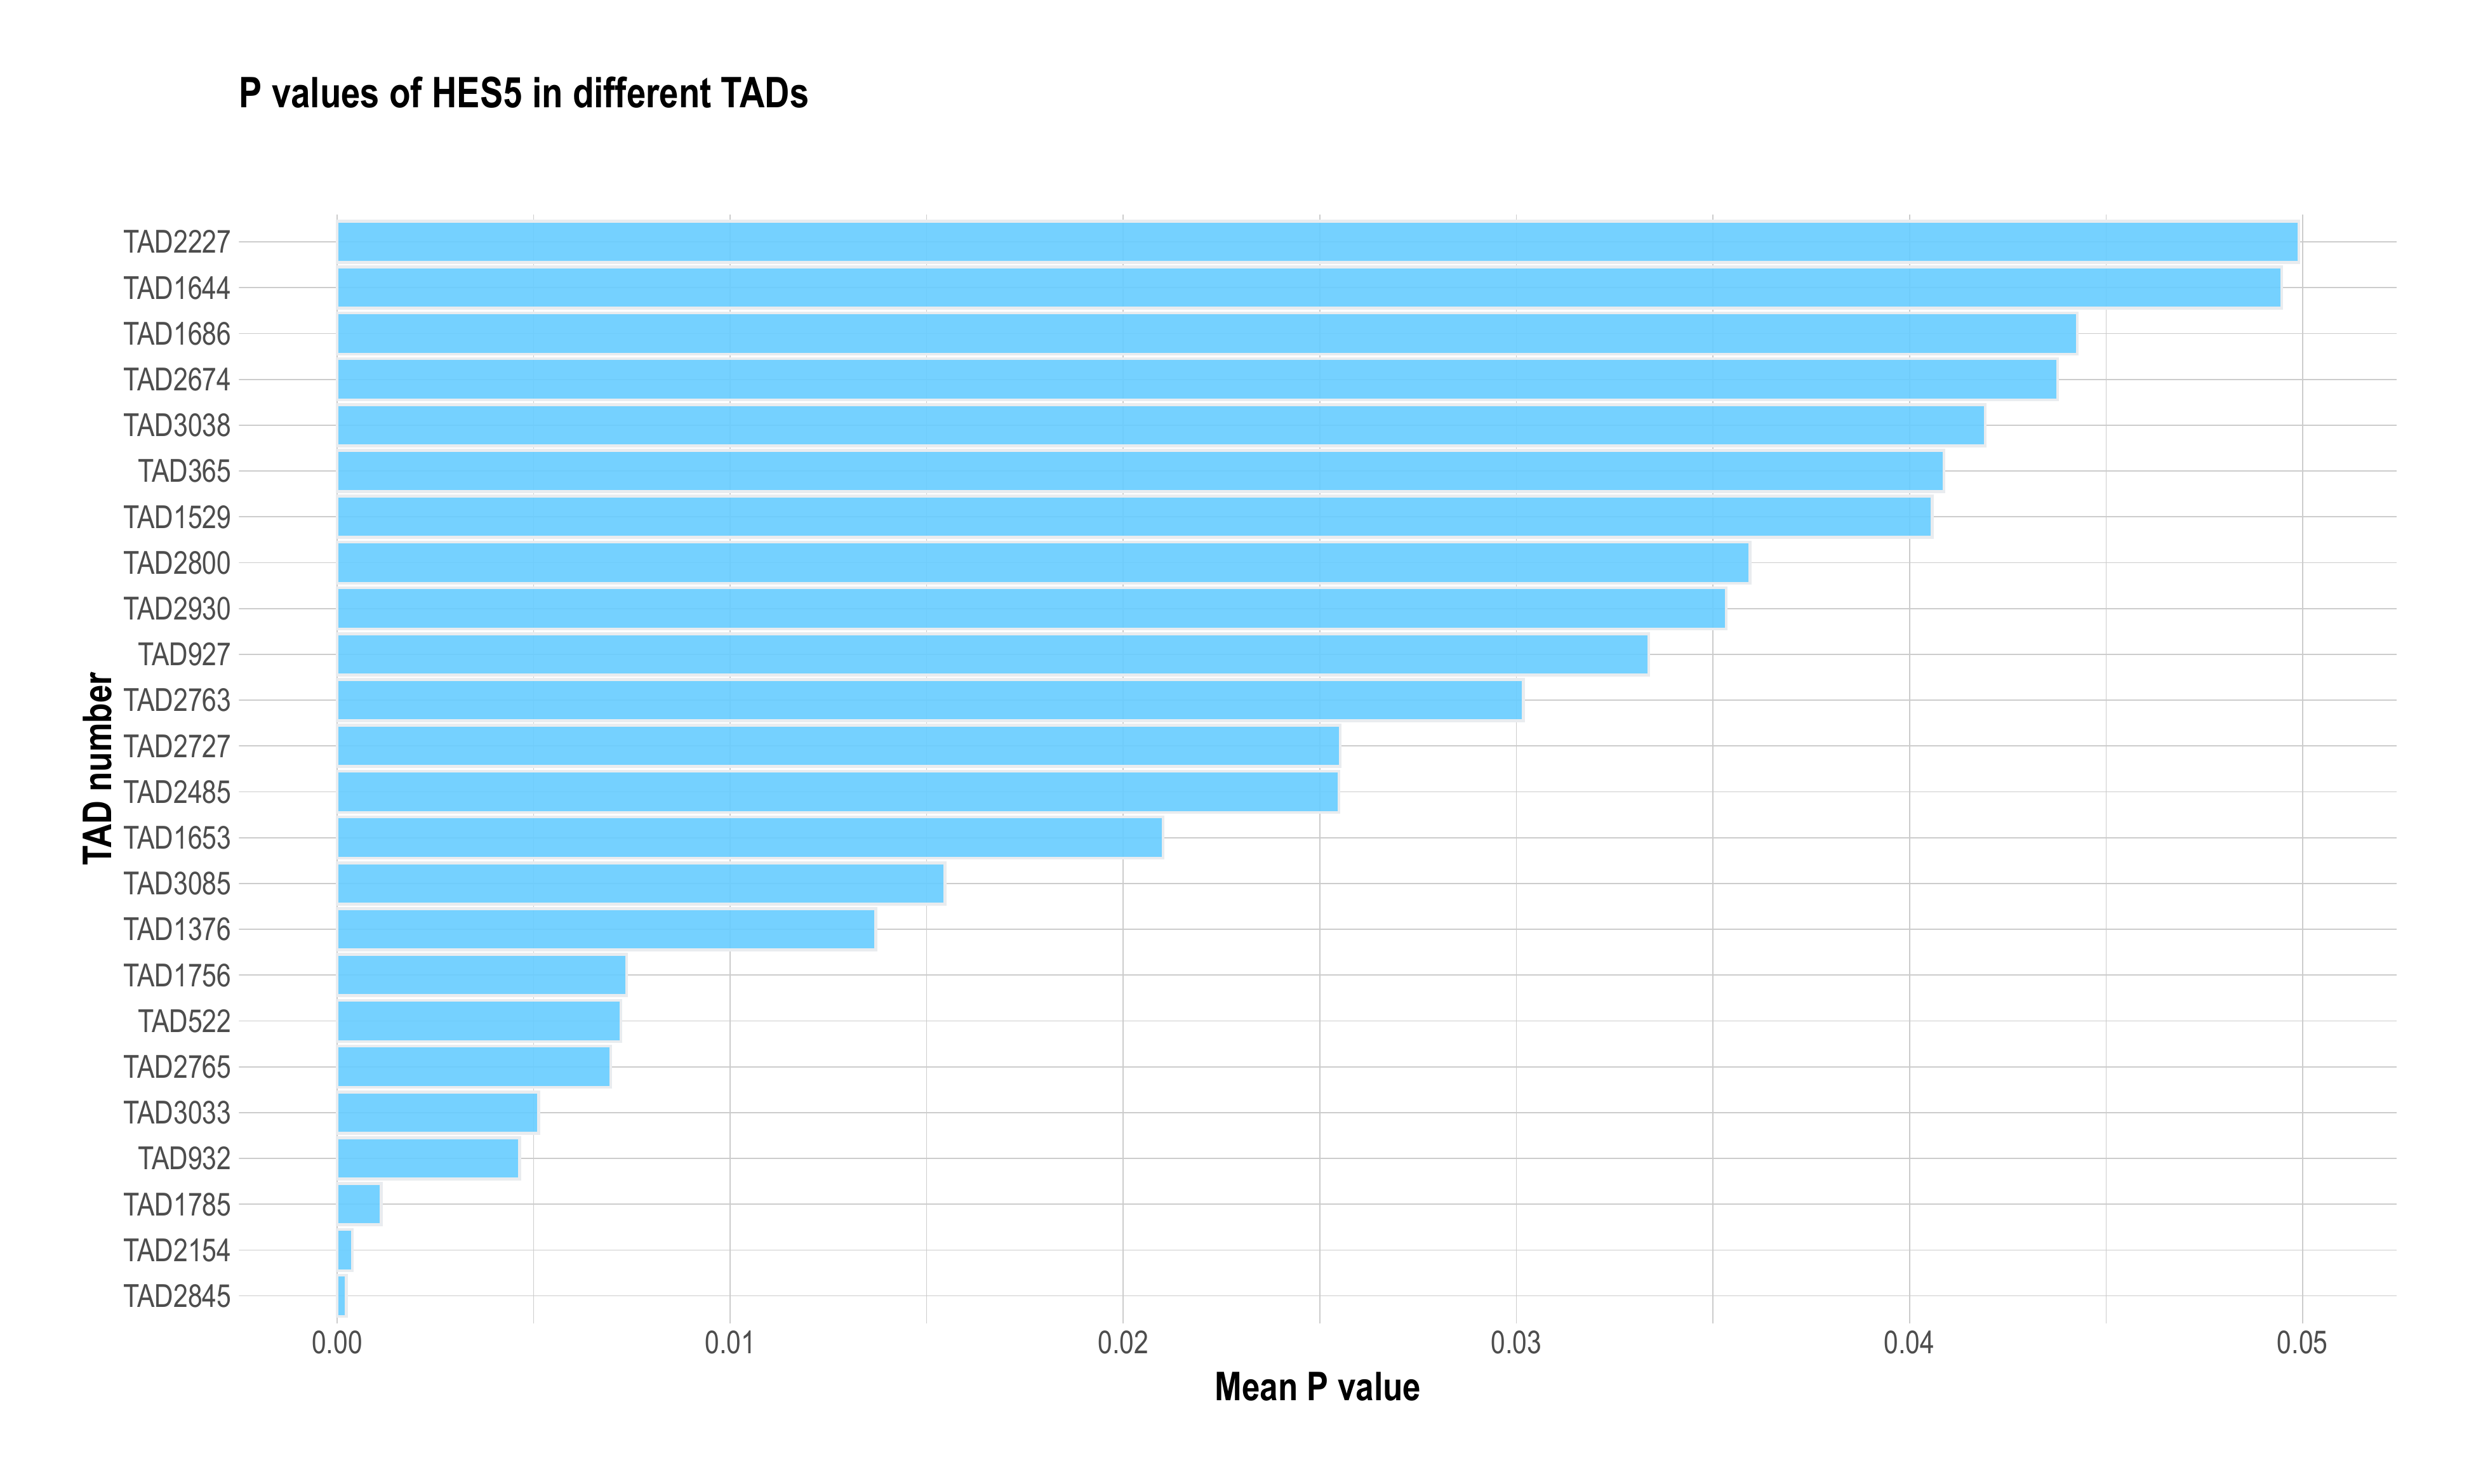 P values of HES5 in different TADs
TAD2227
TAD1644
TAD1686
TAD2674
TAD3038
TAD365
TAD1529
TAD2800
TAD2930
TAD927
TAD2763
TAD2727
TAD2485
TAD1653
TAD3085
TAD1376
TAD1756
TAD522
TAD2765
TAD3033
TAD932
TAD1785
TAD2154
TAD2845
TAD number
0.00 0.01 0.02 0.03 0.04 0.05
Mean P value